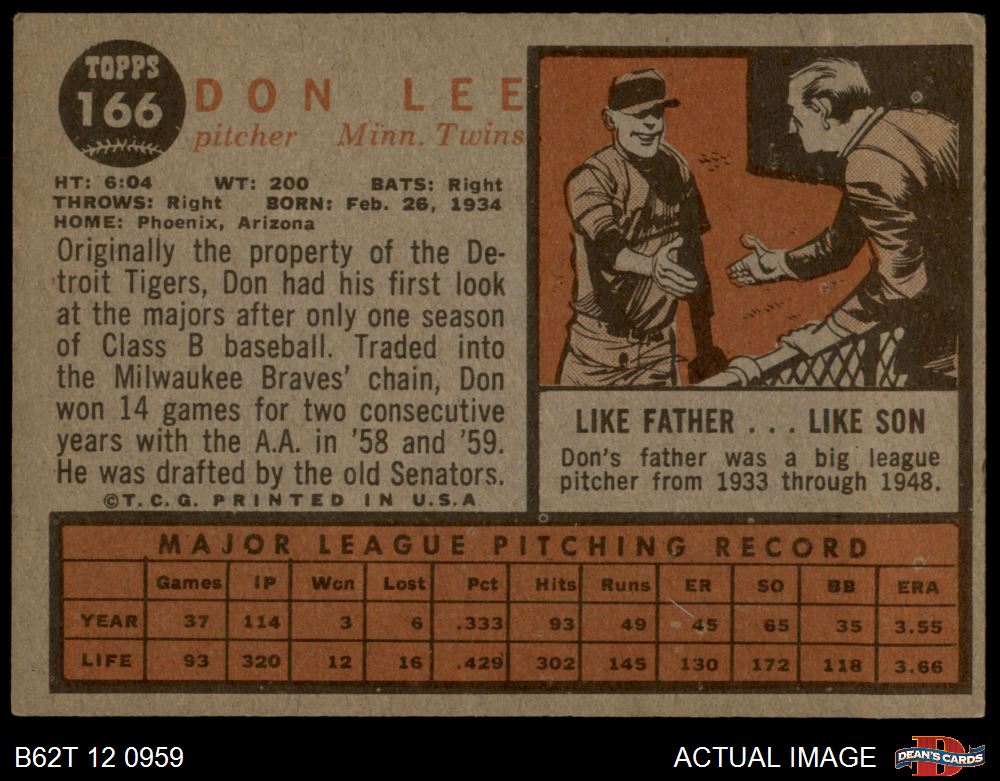 TOPPS
166
DON LEE
pitcher Minn. Twins
HT: 6:04 WT: 200 BATS: Right
THROWS: Right BORN: Feb. 26, 1934
HOME: Phoenix, Arizona
Originally the property of the De-
troit Tigers, Don had his first look
at the majors after only one season
of Class B baseball. Traded into
the Milwaukee Braves' chain, Don
won 14 games for two consecutive
years with the A.A. in '58 and '59.
He was drafted by the old Senators.
©T.C.G. PRINTED IN U.S.A
LIKE FATHER . . . LIKE SON
Don's father was a big league
pitcher from 1933 through 1948.
MAJOR LEAGUE PITCHING RECORD
Games IP Won Lost Pct Hits Runs ER SO BB ERA
YEAR 37 114 3 6 .333 93 49 45 65 35 3.55
LIFE 93 320 12 16 .429 302 145 130 172 118 3.66
B62T 12 0959 ACTUAL IMAGE DEAN'S CARDS